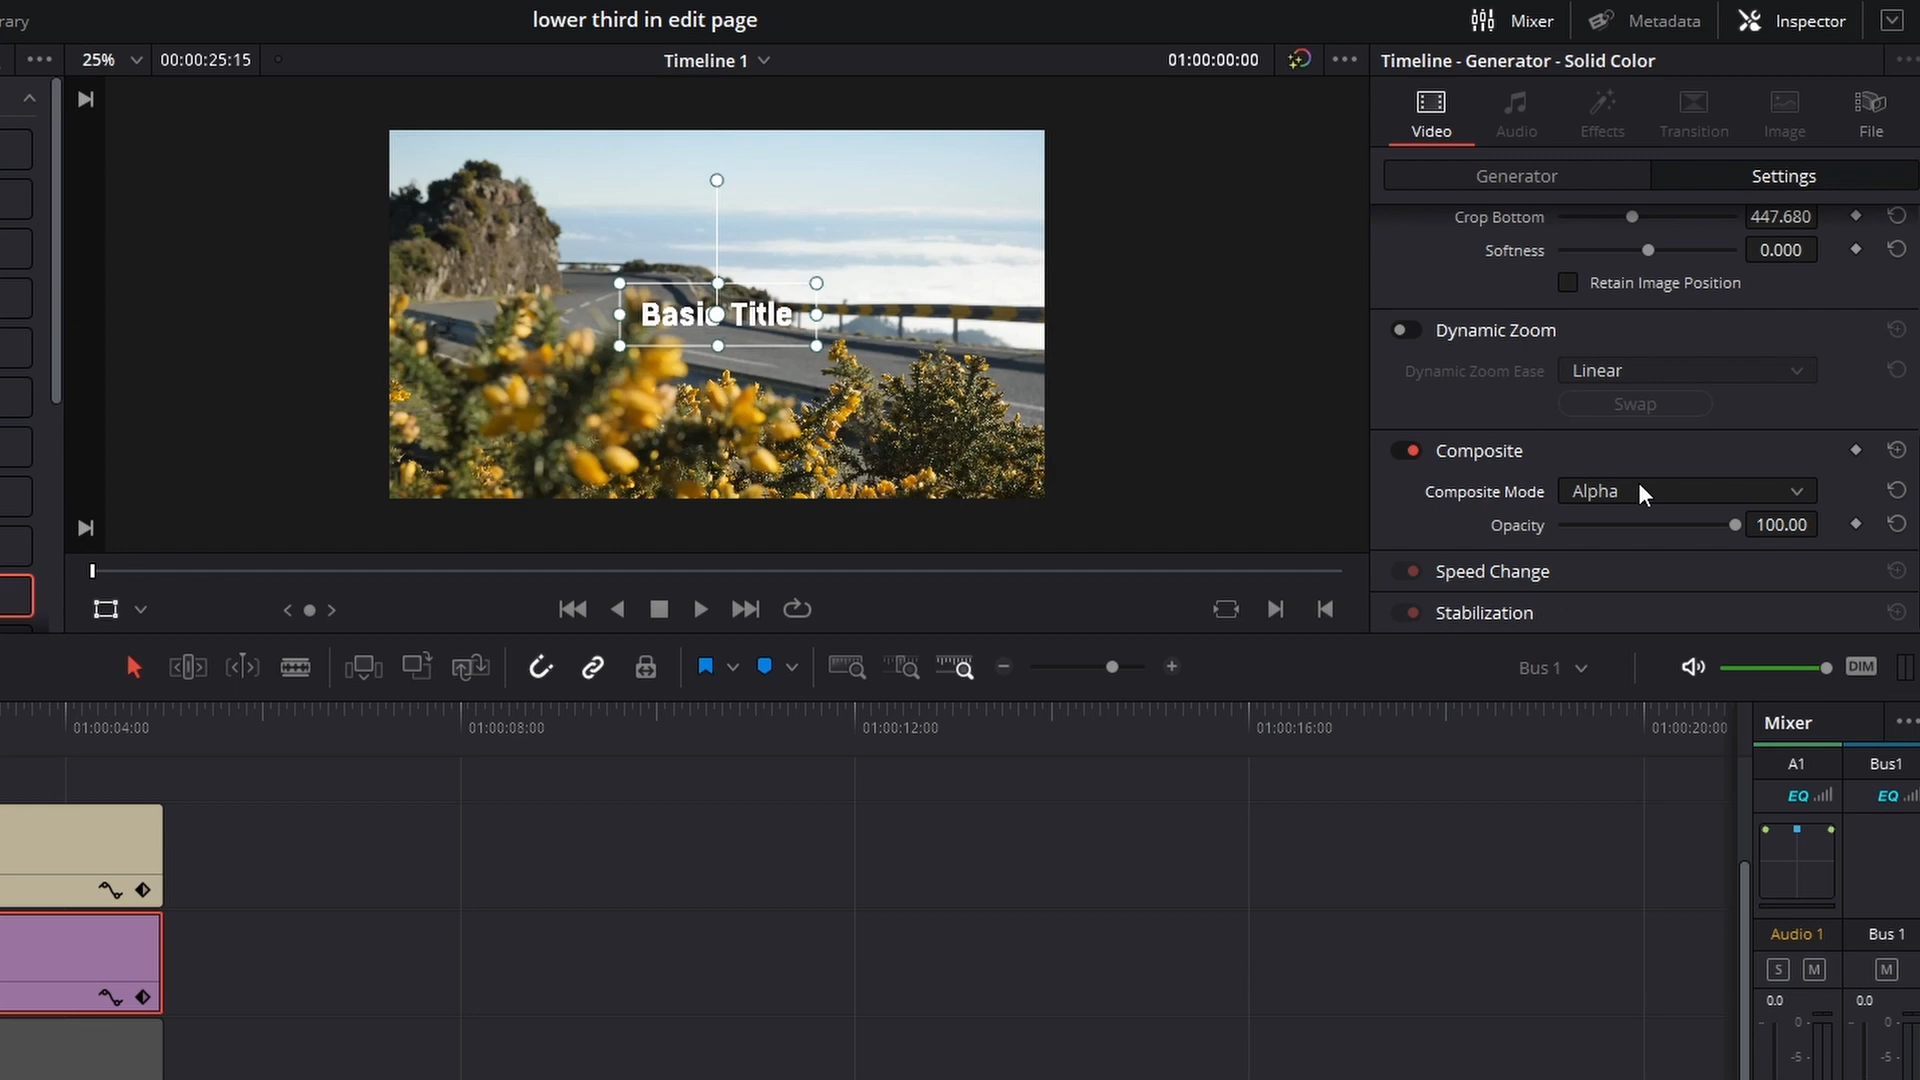 rary
lower third in edit page
Mixer
Metadata
Inspector
25%
00:00:25:15
Timeline 1
01:00:00:00
Timeline - Generator - Solid Color
Video
Audio
Effects
Transition
Image
File
Generator
Settings
Crop Bottom
447.680
Softness
0.000
Retain Image Position
Dynamic Zoom
Dynamic Zoom Ease
Linear
Swap
Composite
Composite Mode
Alpha
Opacity
100.00
Speed Change
Stabilization
Basic Title
Bus 1
DIM
01:00:04:00
01:00:08:00
01:00:12:00
01:00:16:00
01:00:20:00
Mixer
A1
Bus1
EQ
EQ
Audio 1
Bus 1
S
M
M
0.0
0.0
0
0
-5
-5